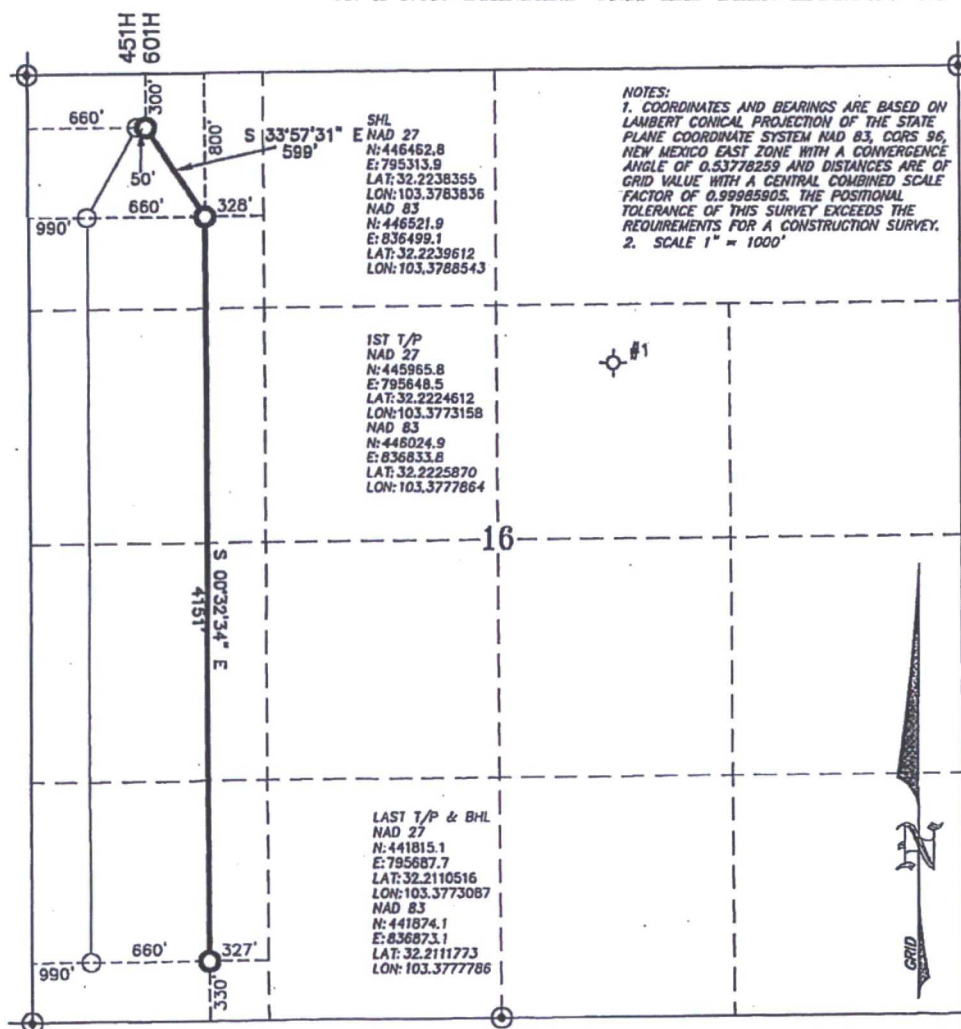 451H
601H
660'
300'
800'
S 33°57'31" E
599'
50'
990'
660'
328'
SHL
NAD 27
N:446462.8
E:795313.9
LAT:32.2238355
LON:103.3783836
NAD 83
N:446521.9
E:836499.1
LAT:32.2239612
LON:103.3788543
NOTES:
1. COORDINATES AND BEARINGS ARE BASED ON
LAMBERT CONICAL PROJECTION OF THE STATE
PLANE COORDINATE SYSTEM NAD 83, CORS 96,
NEW MEXICO EAST ZONE WITH A CONVERGENCE
ANGLE OF 0.53778259 AND DISTANCES ARE OF
GRID VALUE WITH A CENTRAL COMBINED SCALE
FACTOR OF 0.99985905. THE POSITIONAL
TOLERANCE OF THIS SURVEY EXCEEDS THE
REQUIREMENTS FOR A CONSTRUCTION SURVEY.
2. SCALE 1" = 1000'
1ST T/P
NAD 27
N:445965.8
E:795648.5
LAT:32.2224612
LON:103.3773158
NAD 83
N:446024.9
E:836833.8
LAT:32.2225870
LON:103.3777864
#1
16
S 00°32'34" E
4151'
LAST T/P & BHL
NAD 27
N:441815.1
E:795687.7
LAT:32.2110516
LON:103.3773087
NAD 83
N:441874.1
E:836873.1
LAT:32.2111773
LON:103.3777786
990'
660'
327'
330'
GRID
N